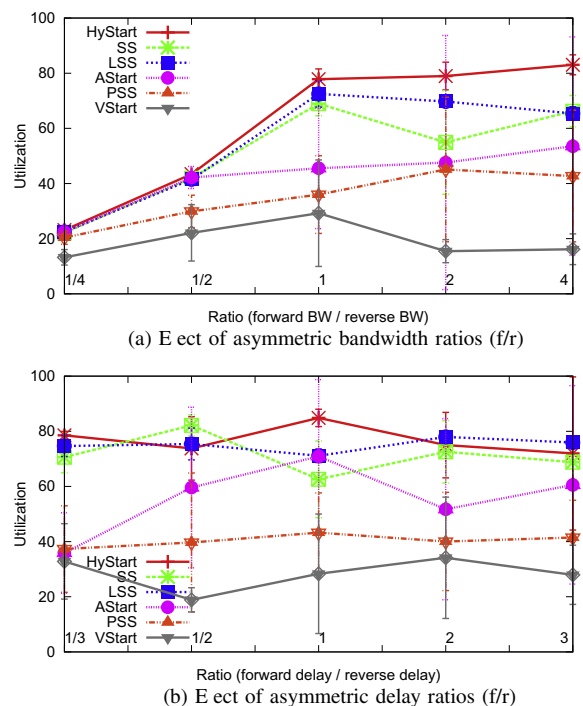 100
80
60
40
20
0
Utilization
HyStart
SS
LSS
AStart
PSS
VStart
1/4 1/2 1 2 4
Ratio (forward BW / reverse BW)
(a) E ect of asymmetric bandwidth ratios (f/r)
100
80
60
40
20
0
Utilization
HyStart
SS
LSS
AStart
PSS
VStart
1/3 1/2 1 2 3
Ratio (forward delay / reverse delay)
(b) E ect of asymmetric delay ratios (f/r)